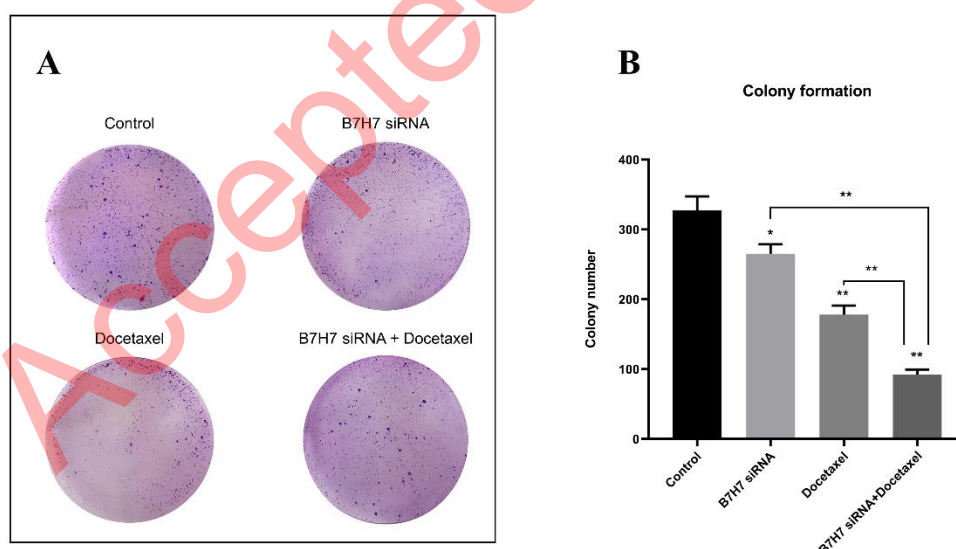 Accepte
A
Control
B7H7 siRNA
Docetaxel
B7H7 siRNA + Docetaxel
B
Colony formation
Colony number
400
300
200
100
0
**
*
**
**
**
Control
B7H7 siRNA
Docetaxel
B7H7 siRNA+Docetaxel